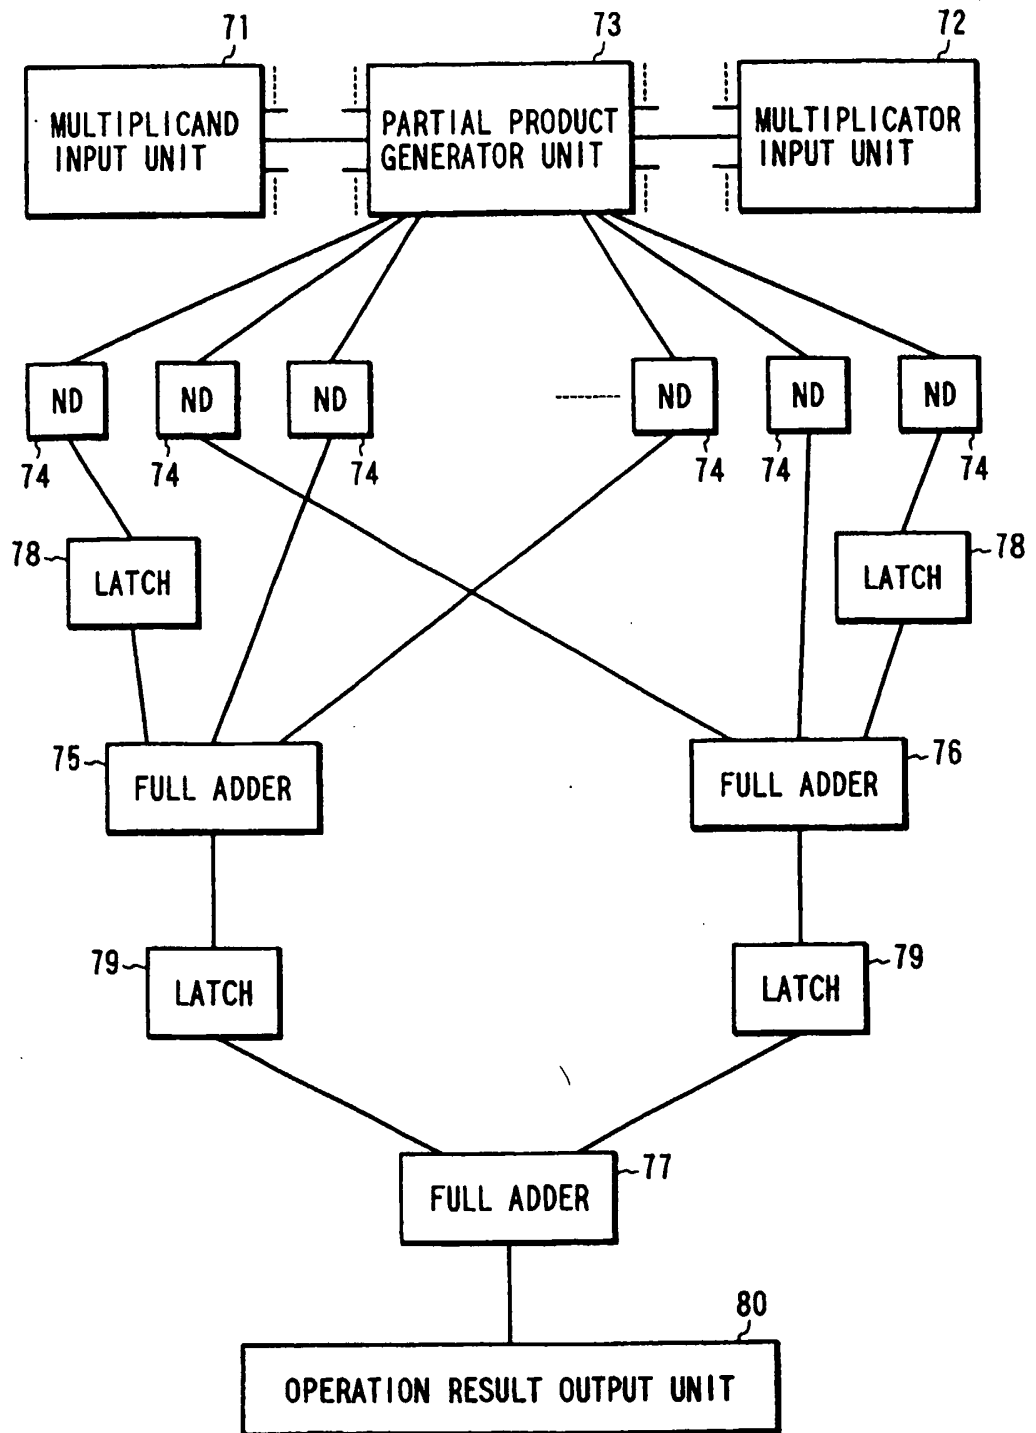 71
73
72
MULTIPLICAND
INPUT UNIT
PARTIAL PRODUCT
GENERATOR UNIT
MULTIPLICATOR
INPUT UNIT
ND
ND
ND
ND
ND
ND
74
74
74
74
74
74
78
LATCH
LATCH
78
75
FULL ADDER
FULL ADDER
76
79
LATCH
LATCH
79
77
FULL ADDER
80
OPERATION RESULT OUTPUT UNIT